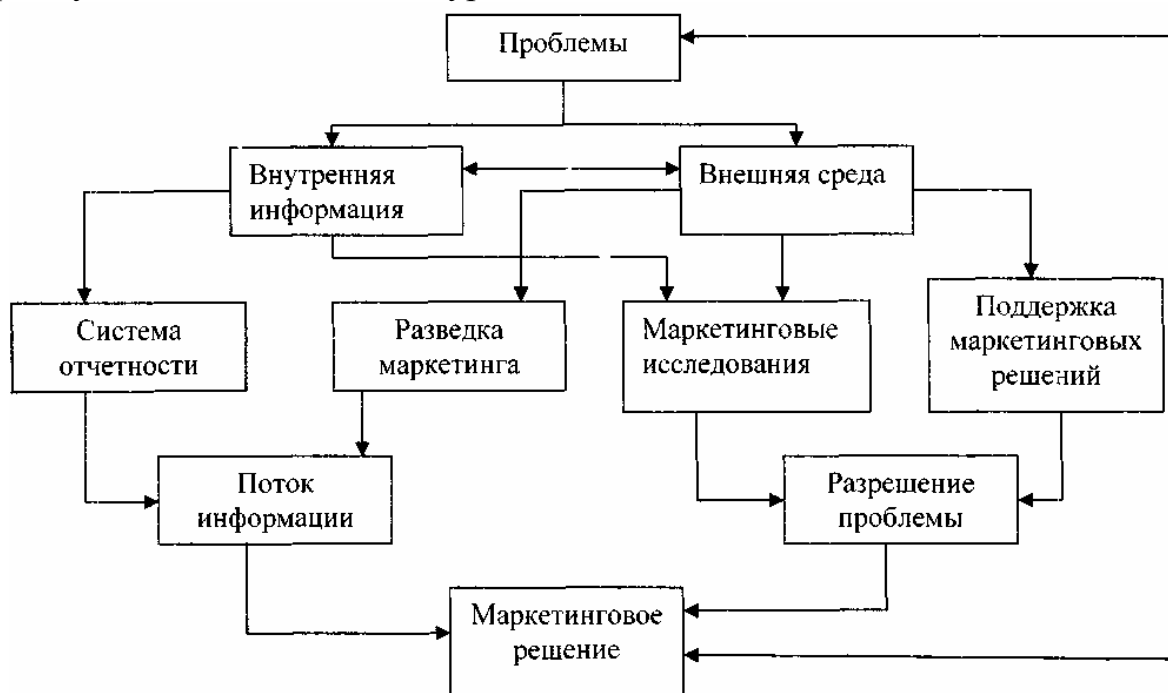 Проблемы
Внутренняя
информация
Внешняя среда
Система
отчетности
Разведка
маркетинга
Маркетинговые
исследования
Поддержка
маркетинговых
решений
Поток
информации
Разрешение
проблемы
Маркетинговое
решение